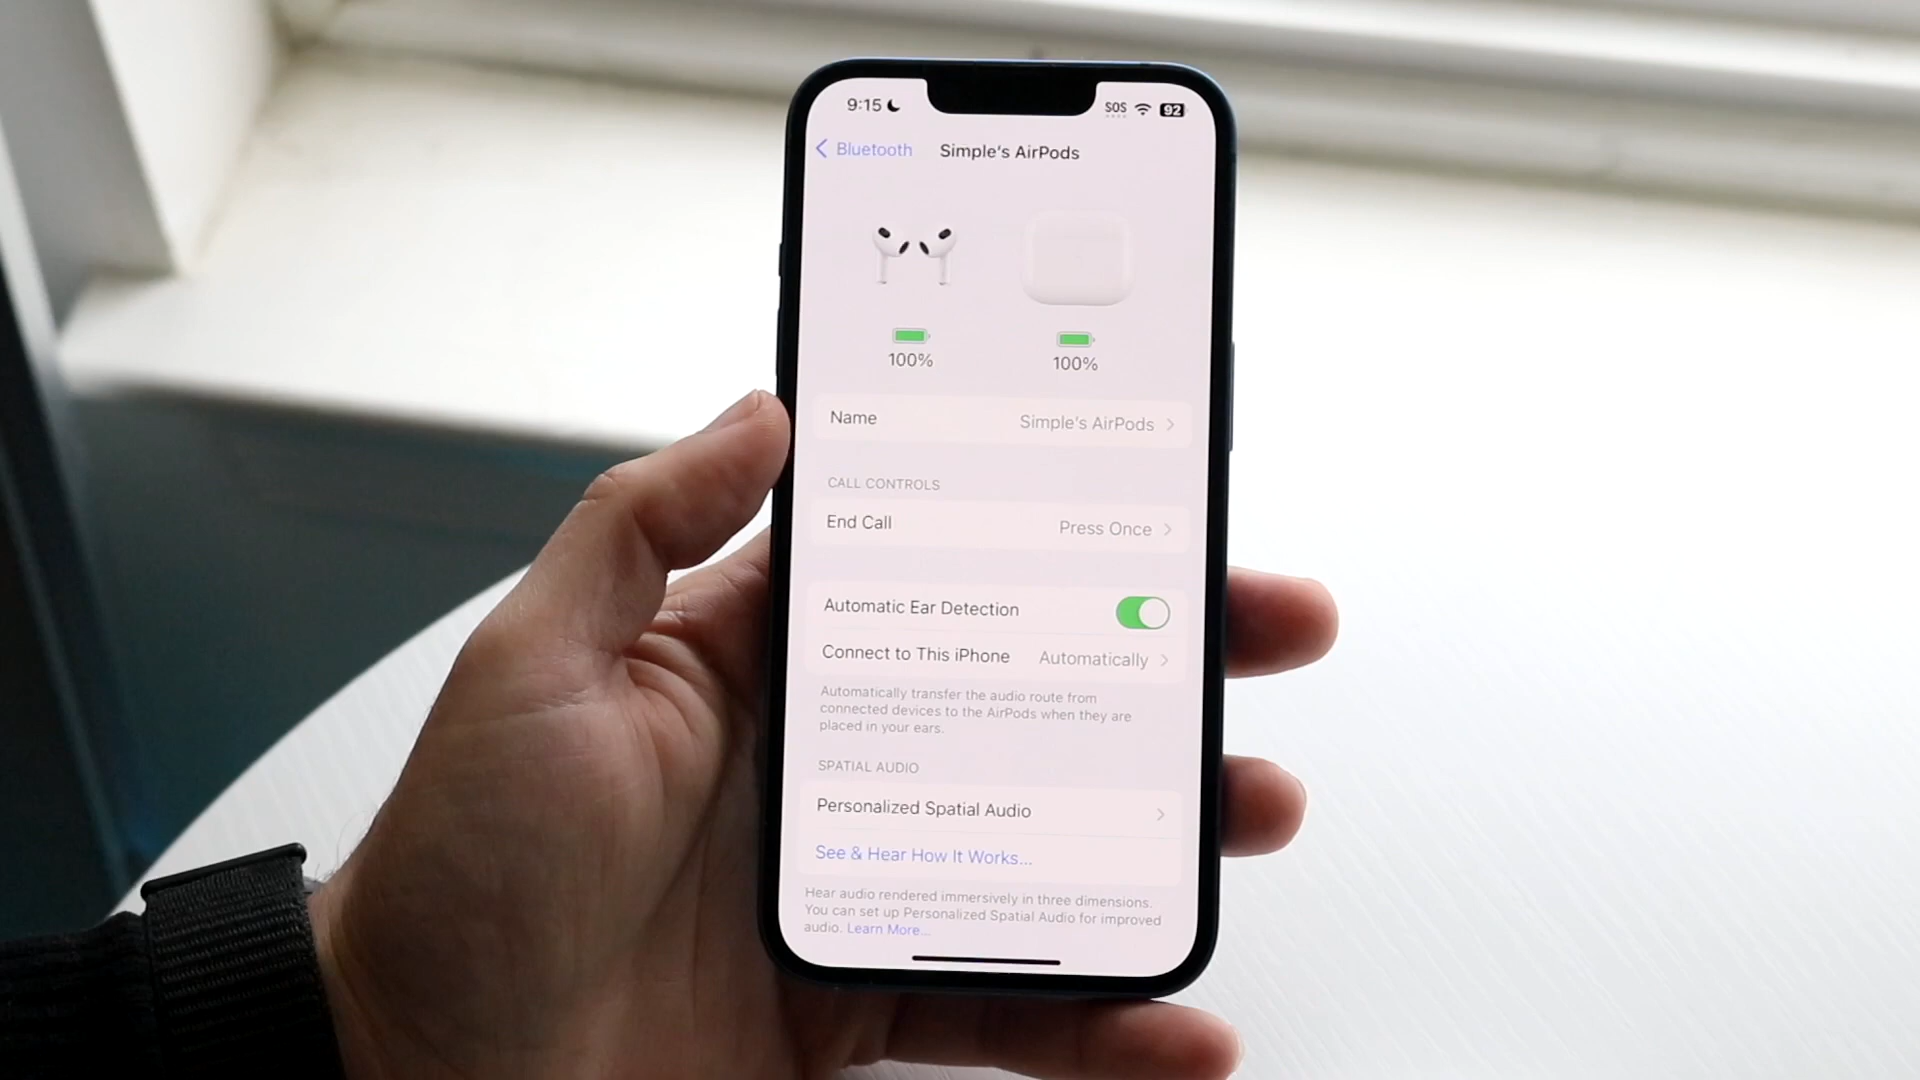 9:15
SOS 92
Bluetooth Simple's AirPods
100% 100%
Name Simple's AirPods
CALL CONTROLS
End Call Press Once
Automatic Ear Detection
Connect to This iPhone Automatically
Automatically transfer the audio route from
connected devices to the AirPods when they are
placed in your ears.
SPATIAL AUDIO
Personalized Spatial Audio
See & Hear How It Works...
Hear audio rendered immersively in three dimensions.
You can set up Personalized Spatial Audio for improved
audio. Learn More...